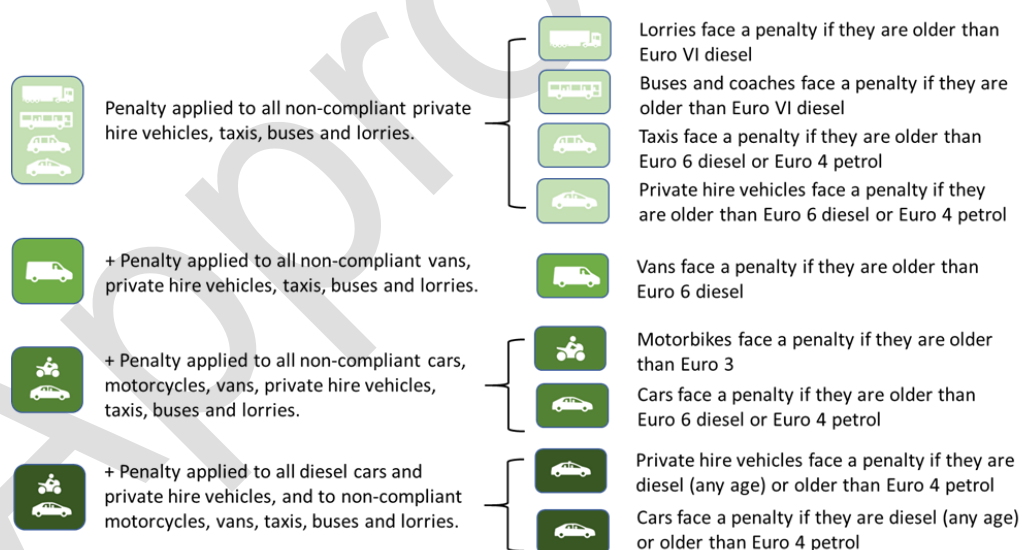 Lorries face a penalty if they are older than
Euro VI diesel
Buses and coaches face a penalty if they are
older than Euro VI diesel
Penalty applied to all non-compliant private
hire vehicles, taxis, buses and lorries.
Taxis face a penalty if they are older than
Euro 6 diesel or Euro 4 petrol
Private hire vehicles face a penalty if they
are older than Euro 6 diesel or Euro 4 petrol
+ Penalty applied to all non-compliant vans,
private hire vehicles, taxis, buses and lorries.
Vans face a penalty if they are older than
Euro 6 diesel
+ Penalty applied to all non-compliant cars,
motorcycles, vans, private hire vehicles,
taxis, buses and lorries.
Motorbikes face a penalty if they are older
than Euro 3
Cars face a penalty if they are older than
Euro 6 diesel or Euro 4 petrol
+ Penalty applied to all diesel cars and
private hire vehicles, and to non-compliant
motorcycles, vans, taxis, buses and lorries.
Private hire vehicles face a penalty if they are
diesel (any age) or older than Euro 4 petrol
Cars face a penalty if they are diesel (any age)
or older than Euro 4 petrol
Appro